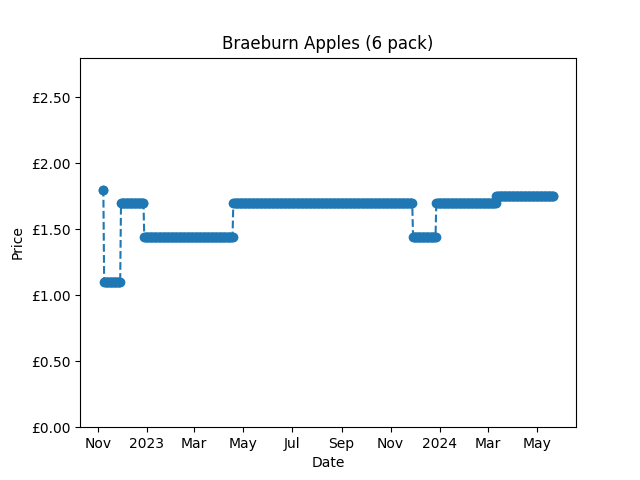 Braeburn Apples (6 pack)
£2.50
£2.00
£1.50
£1.00
£0.50
£0.00
Price
Nov 2023 Mar May Jul Sep Nov 2024 Mar May
Date